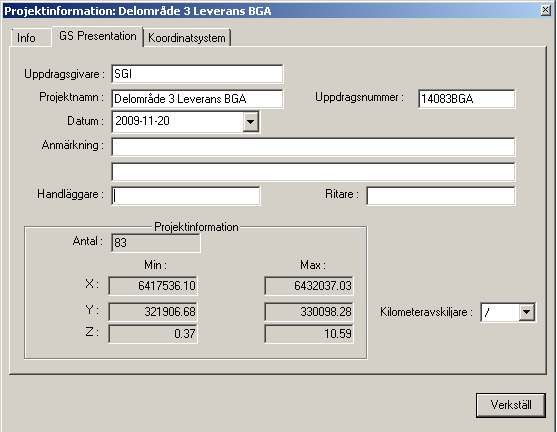 Projektinformation: Delområde 3 Leverans BGA
Info GS Presentation Koordinatsystem
Uppdragsgivare : SGI
Projektnamn : Delområde 3 Leverans BGA Uppdragsnummer : 14083BGA
Datum : 2009-11-20
Anmärkning :
Handläggare : Ritare :
Projektinformation
Antal : 83
Min : Max :
X : 6417536.10 6432037.03
Y : 321906.68 330098.28 Kilometeravskiljare : /
Z : 0.37 10.59
Verkställ